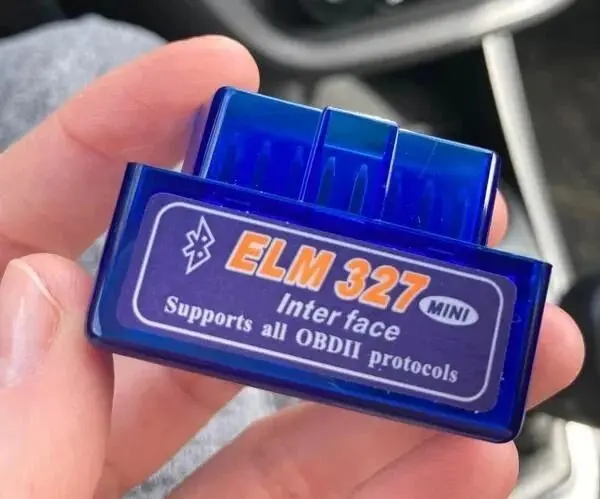 ELM 327 MINI
Inter face
Supports all OBDII protocols